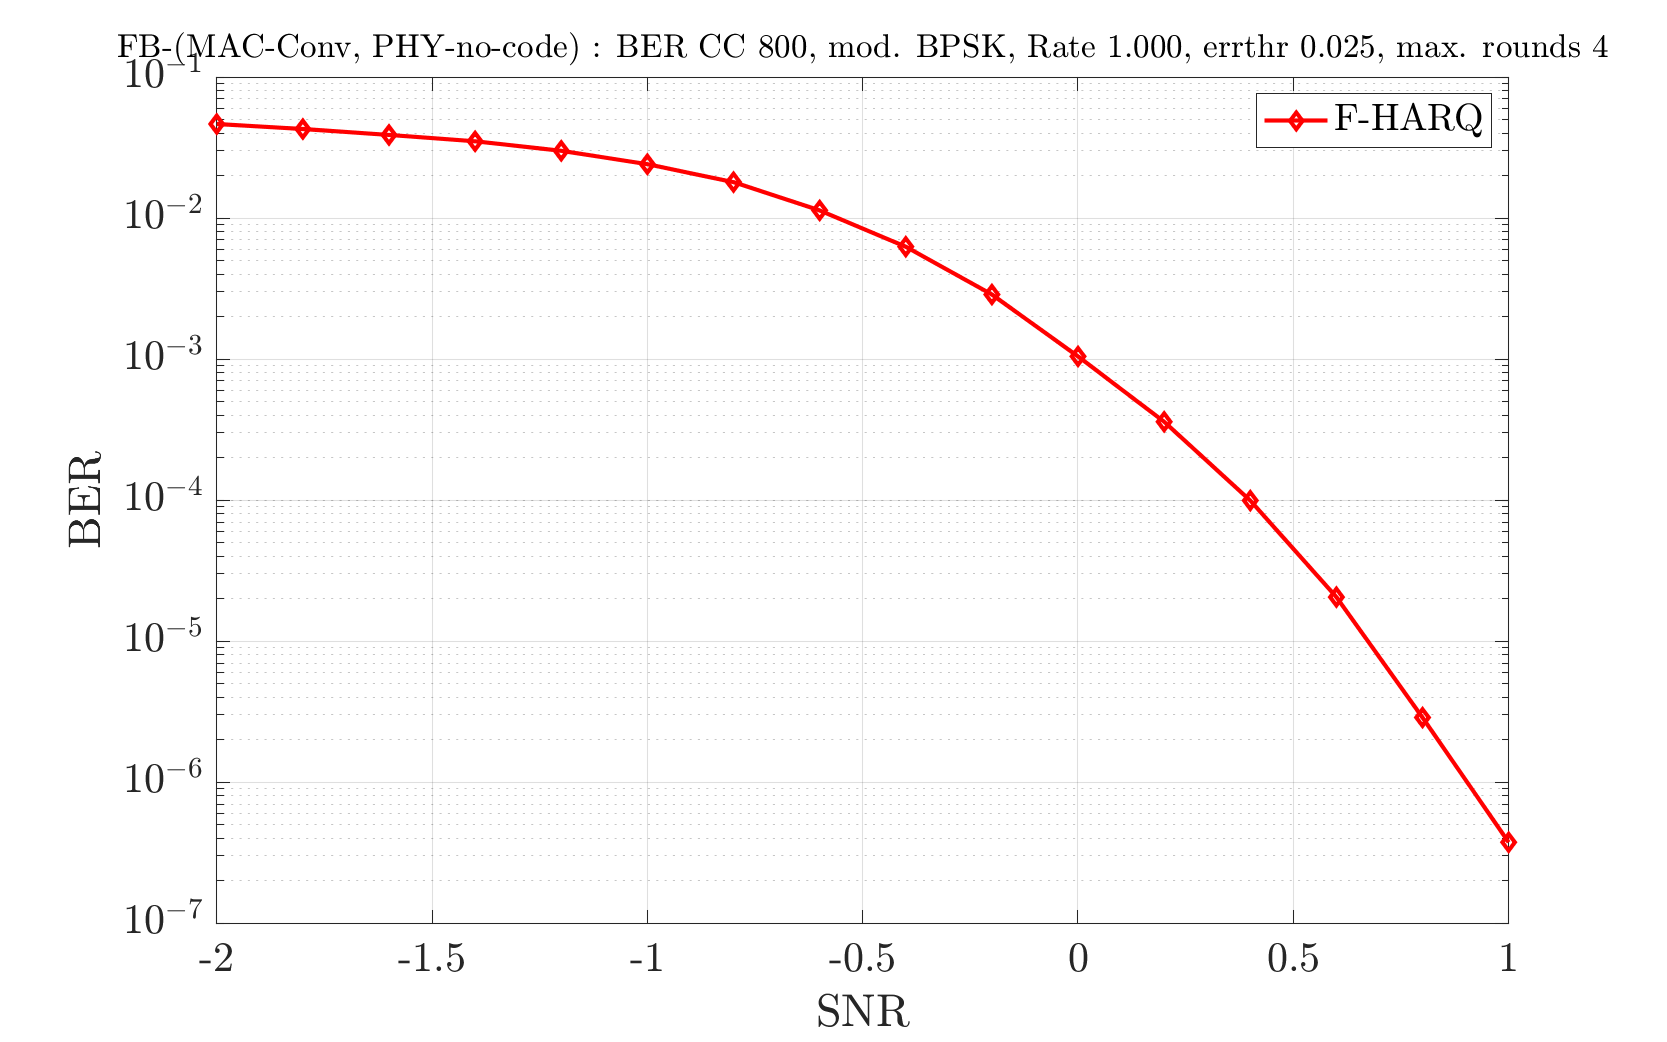 FB-(MAC-Conv, PHY-no-code) : BER CC 800, mod. BPSK, Rate 1.000, errthr 0.025, max. rounds 4
F-HARQ
10⁻¹
10⁻²
10⁻³
10⁻⁴
10⁻⁵
10⁻⁶
10⁻⁷
BER
-2 -1.5 -1 -0.5 0 0.5 1
SNR